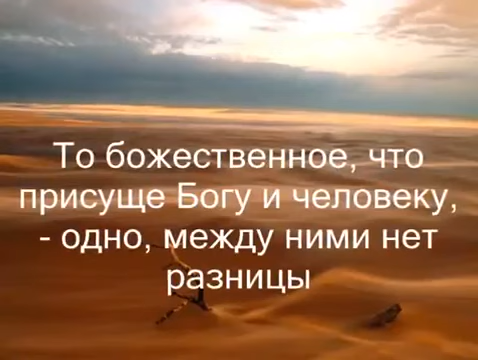 То божественное, что
присуще Богу и человеку,
- одно, между ними нет
разницы